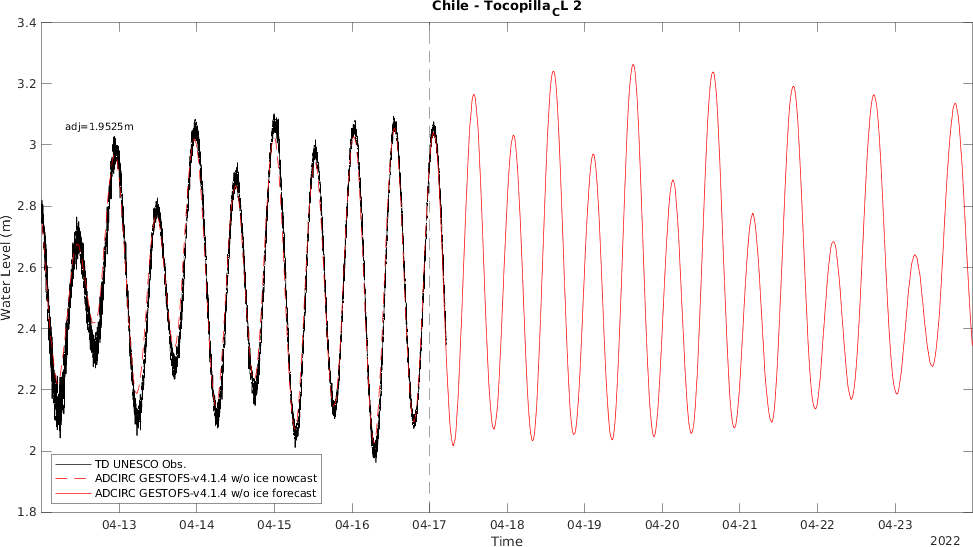 Chile - Tocopilla_CL 2
3.4
3.2
3
2.8
2.6
2.4
2.2
2
1.8
Water Level (m)
adj=1.9525m
TD UNESCO Obs.
ADCIRC GESTOFS-v4.1.4 w/o ice nowcast
ADCIRC GESTOFS-v4.1.4 w/o ice forecast
04-13 04-14 04-15 04-16 04-17 04-18 04-19 04-20 04-21 04-22 04-23
Time
2022